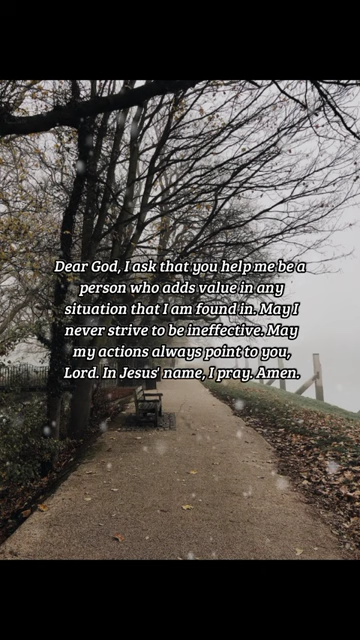 Dear God, I ask that you help me be a
person who adds value in any
situation that I am found in. May I
never strive to be ineffective. May
my actions always point to you,
Lord. In Jesus' name, I pray. Amen.